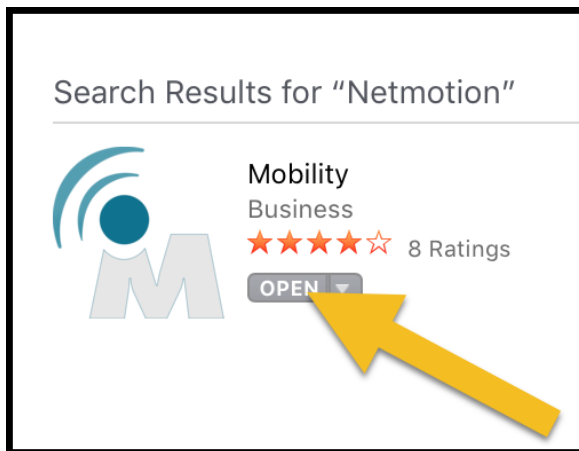 Search Results for “Netmotion”
Mobility
Business
8 Ratings
OPEN
M